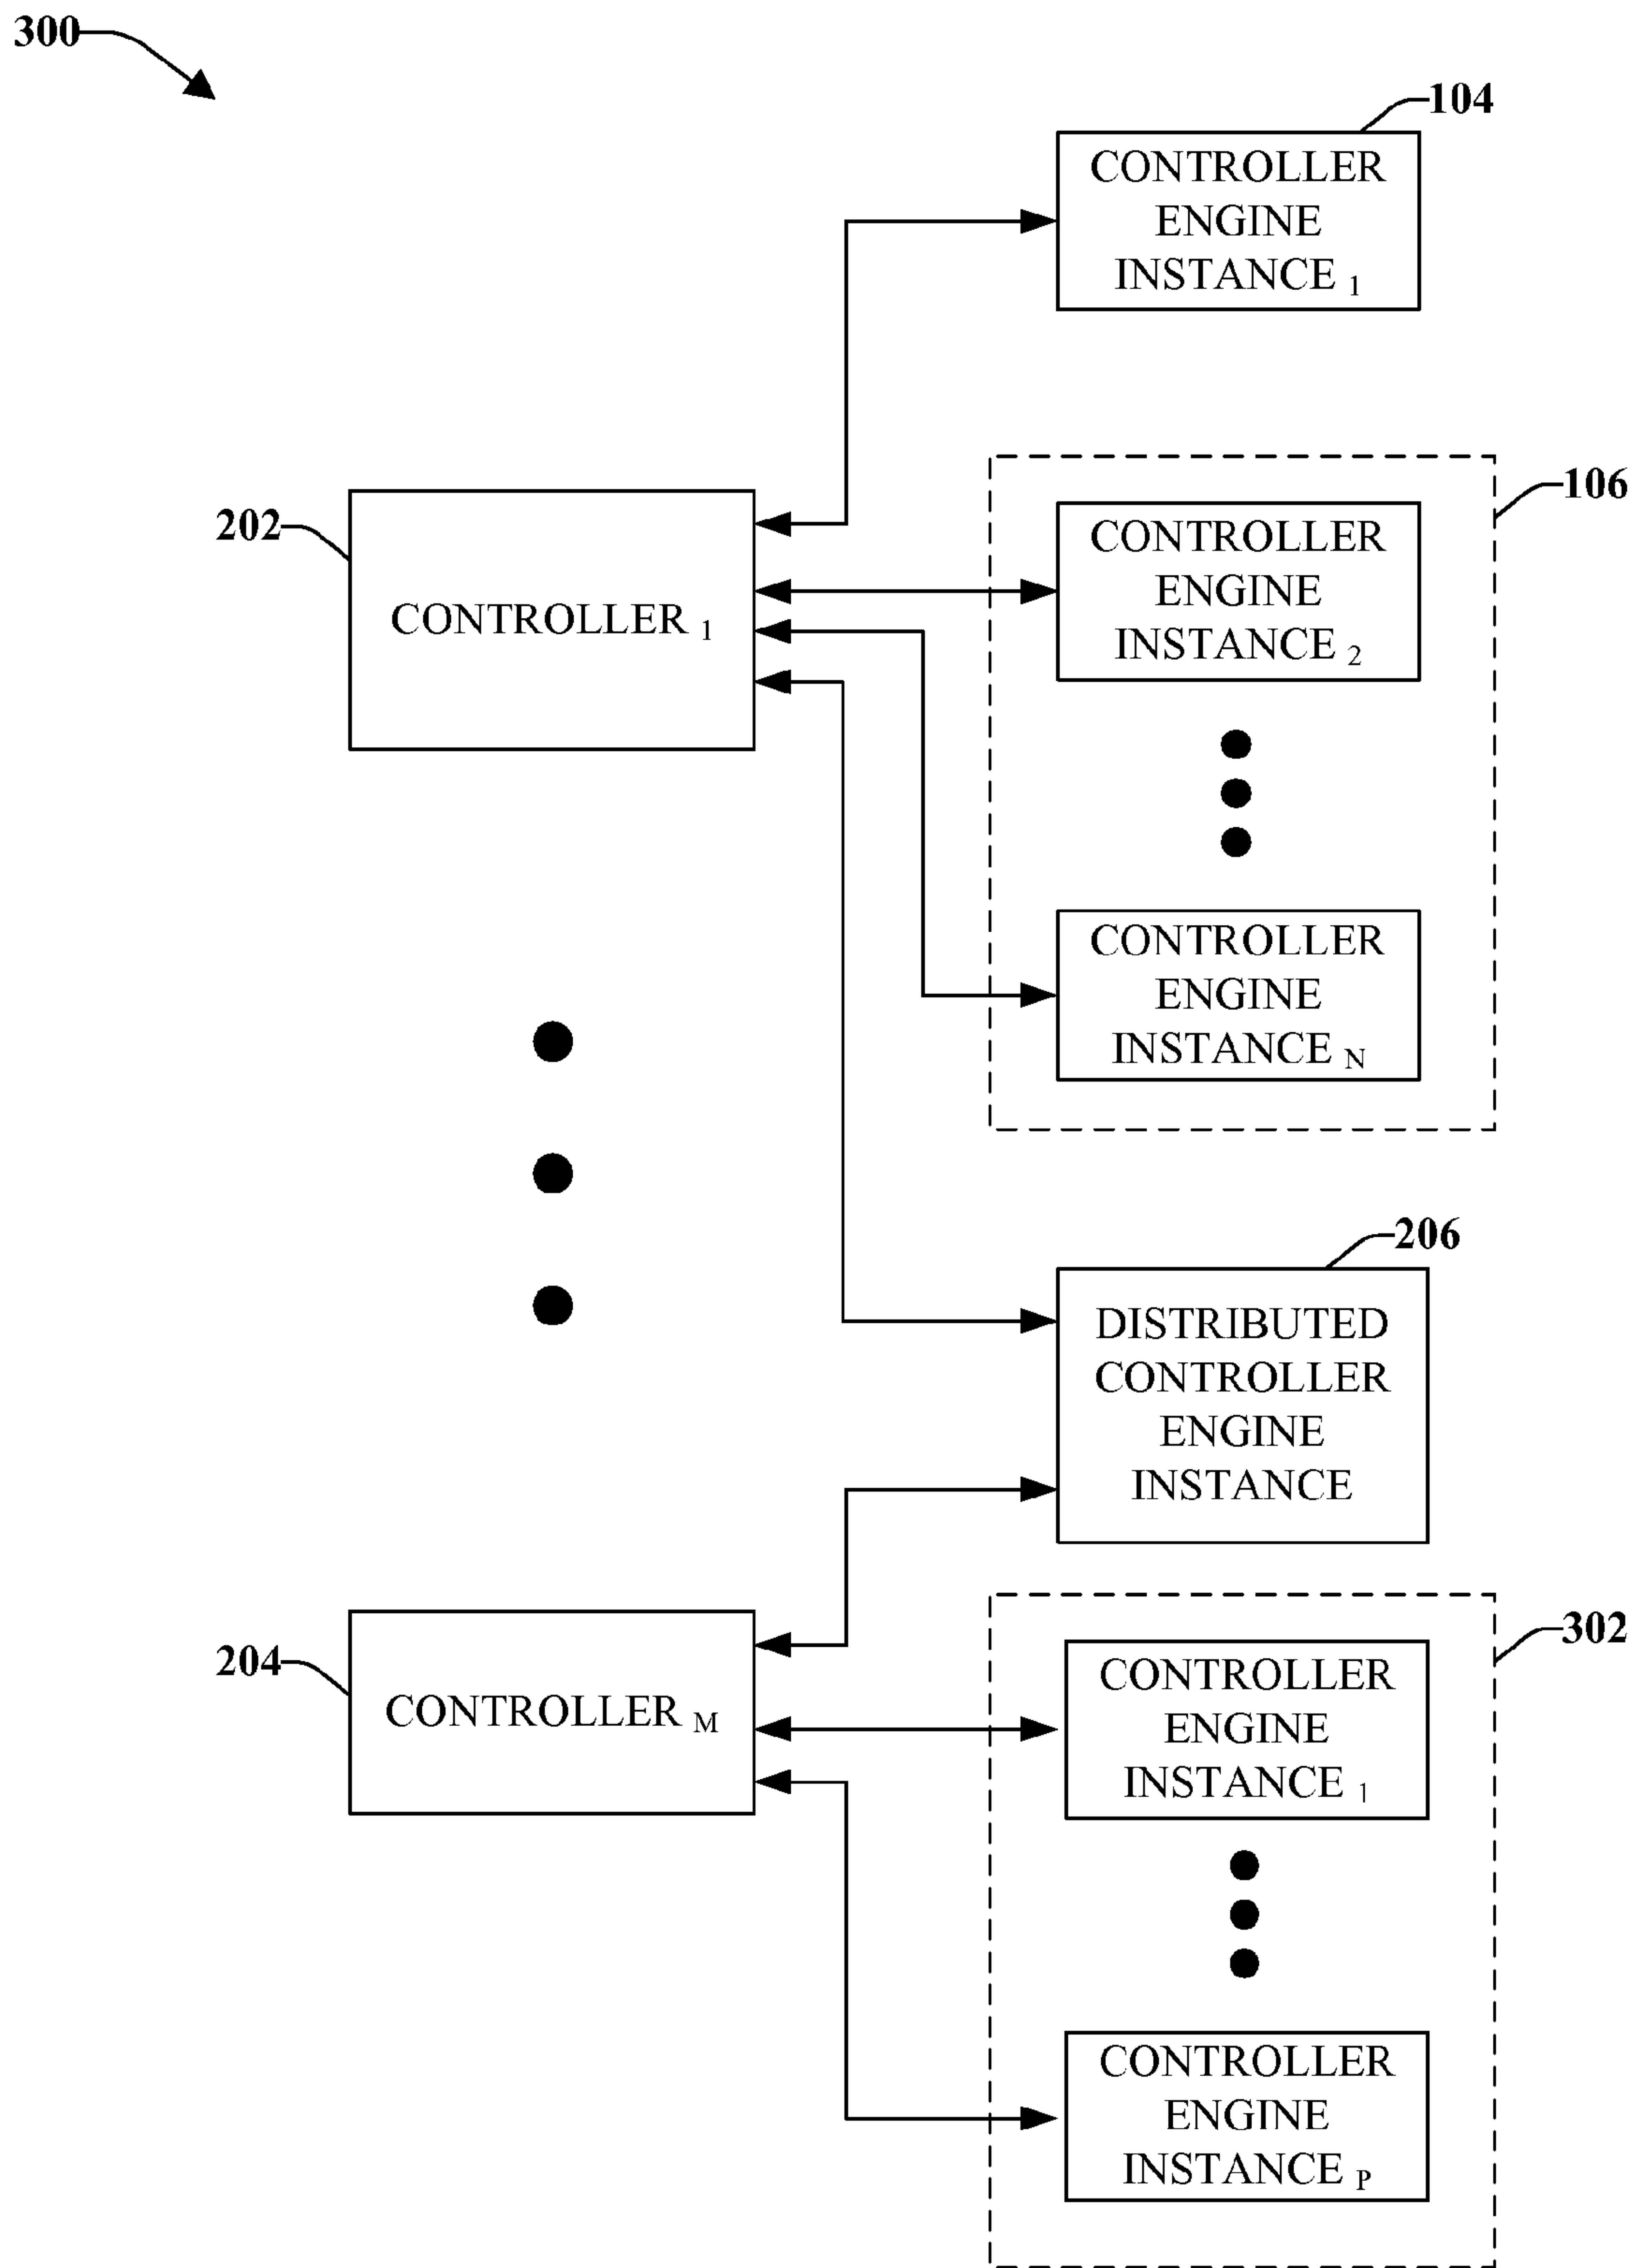 300
104
CONTROLLER
ENGINE
INSTANCE 1
106
202
CONTROLLER 1
CONTROLLER
ENGINE
INSTANCE 2
CONTROLLER
ENGINE
INSTANCE N
206
DISTRIBUTED
CONTROLLER
ENGINE
INSTANCE
204
CONTROLLER M
302
CONTROLLER
ENGINE
INSTANCE 1
CONTROLLER
ENGINE
INSTANCE P